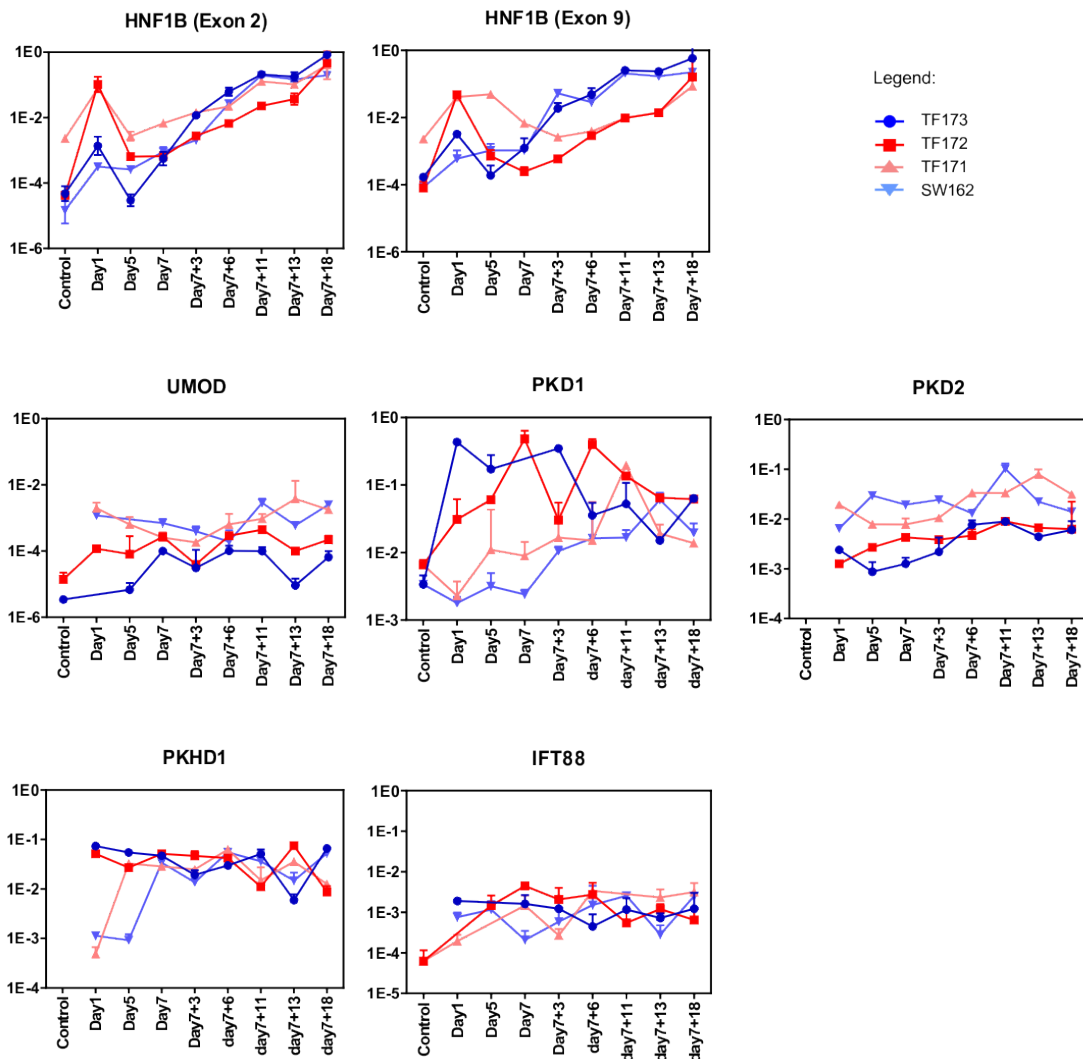 HNF1B (Exon 2)
HNF1B (Exon 9)
1E0
1E-2
1E-4
1E-6
Control
Day1
Day5
Day7
Day7+3
Day7+6
Day7+11
Day7+13
Day7+18
1E0
1E-2
1E-4
1E-6
Control
Day1
Day5
Day7
Day7+3
Day7+6
Day7+11
Day7+13
Day7+18
Legend:
TF173
TF172
TF171
SW162
UMOD
1E0
1E-2
1E-4
1E-6
Control
Day1
Day5
Day7
Day7+3
Day7+6
Day7+11
Day7+13
Day7+18
PKD1
1E-0
1E-1
1E-2
1E-3
Control
Day1
Day5
Day7
Day7+3
day7+6
day7+11
day7+13
day7+18
PKD2
1E0
1E-1
1E-2
1E-3
1E-4
Control
Day1
Day5
Day7
Day7+3
Day7+6
Day7+11
Day7+13
Day7+18
PKHD1
1E0
1E-1
1E-2
1E-3
1E-4
Control
Day1
Day5
Day7
Day7+3
day7+6
day7+11
day7+13
day7+18
IFT88
1E0
1E-1
1E-2
1E-3
1E-4
1E-5
Control
Day1
Day5
Day7
Day7+3
day7+6
day7+11
day7+13
day7+18